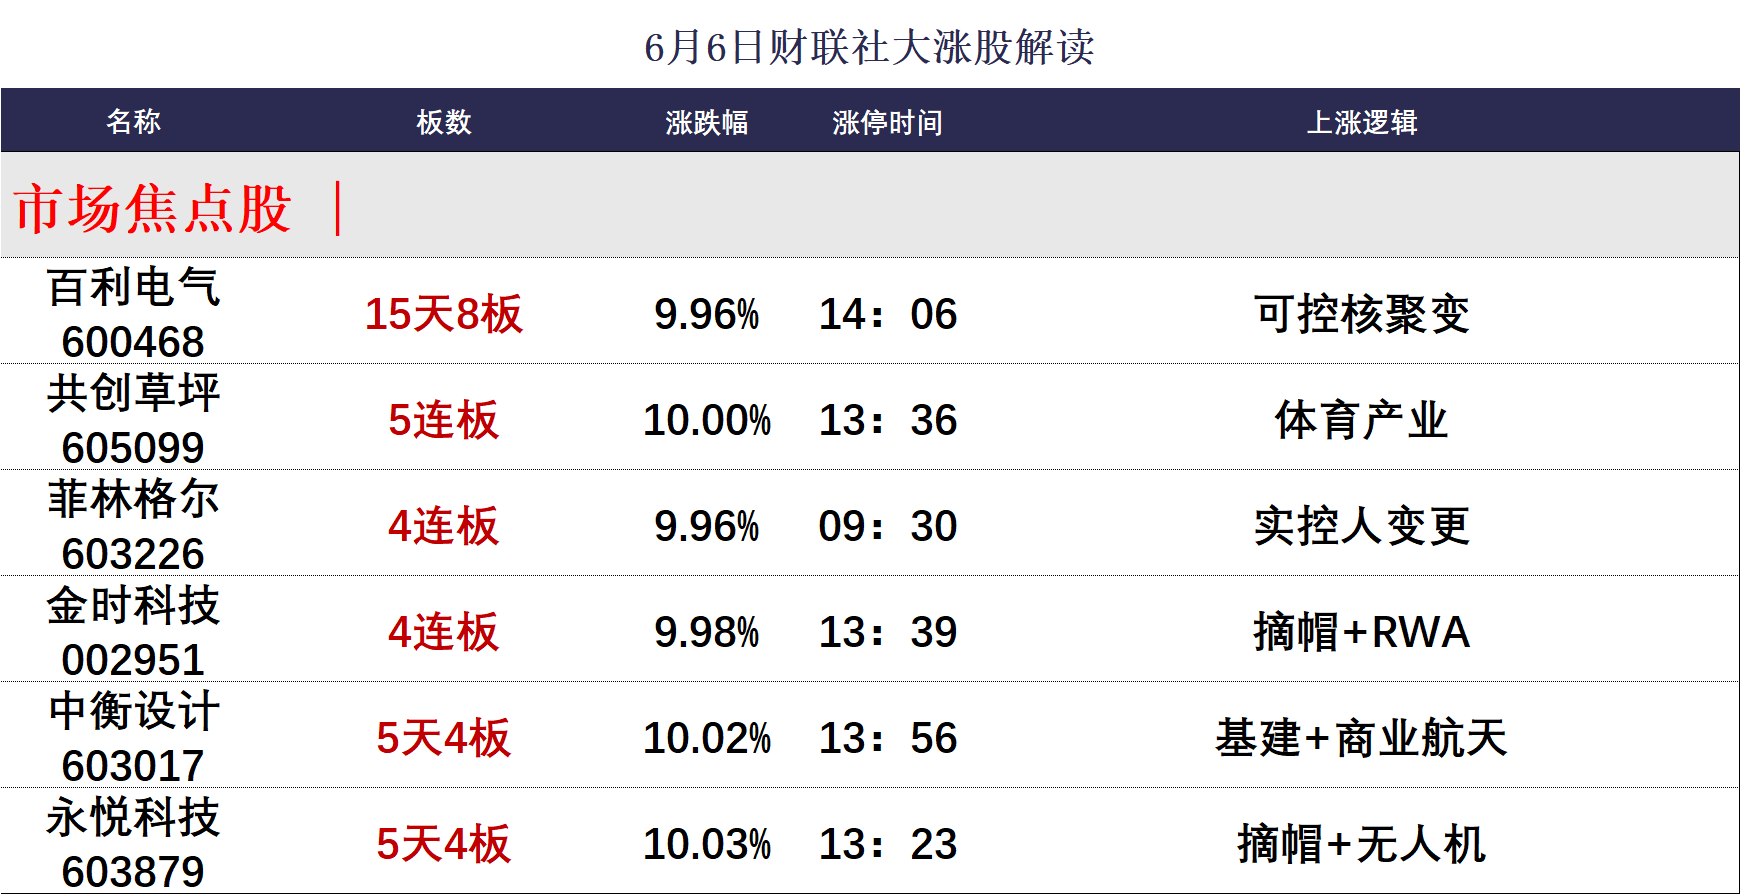 6月6日财联社大涨股解读
名称 板数 涨跌幅 涨停时间 上涨逻辑
市场焦点股 ｜
百利电气
600468 15天8板 9.96% 14：06 可控核聚变
共创草坪
605099 5连板 10.00% 13：36 体育产业
菲林格尔
603226 4连板 9.96% 09：30 实控人变更
金时科技
002951 4连板 9.98% 13：39 摘帽+RWA
中衡设计
603017 5天4板 10.02% 13：56 基建+商业航天
永悦科技
603879 5天4板 10.03% 13：23 摘帽+无人机